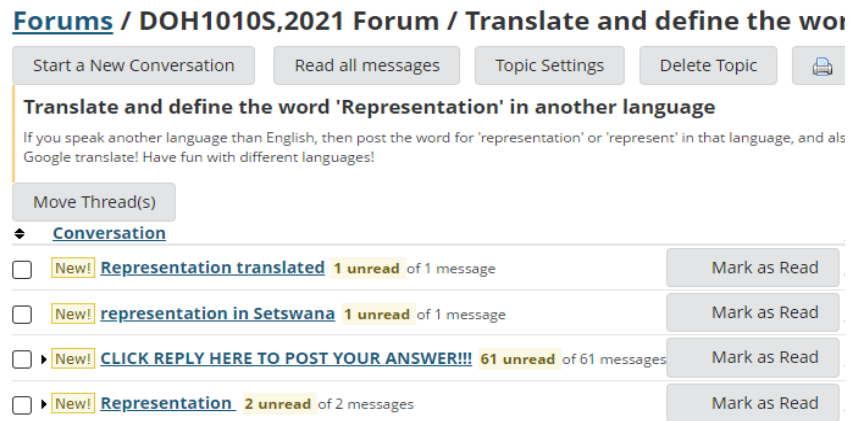 Forums / DOH1010S,2021 Forum / Translate and define the wor
Start a New Conversation Read all messages Topic Settings Delete Topic
Translate and define the word 'Representation' in another language
If you speak another language than English, then post the word for 'representation' or 'represent' in that language, and als
Google translate! Have fun with different languages!
Move Thread(s)
Conversation
New! Representation translated 1 unread of 1 message Mark as Read
New! representation in Setswana 1 unread of 1 message Mark as Read
New! CLICK REPLY HERE TO POST YOUR ANSWER!!! 61 unread of 61 messages Mark as Read
New! Representation 2 unread of 2 messages Mark as Read